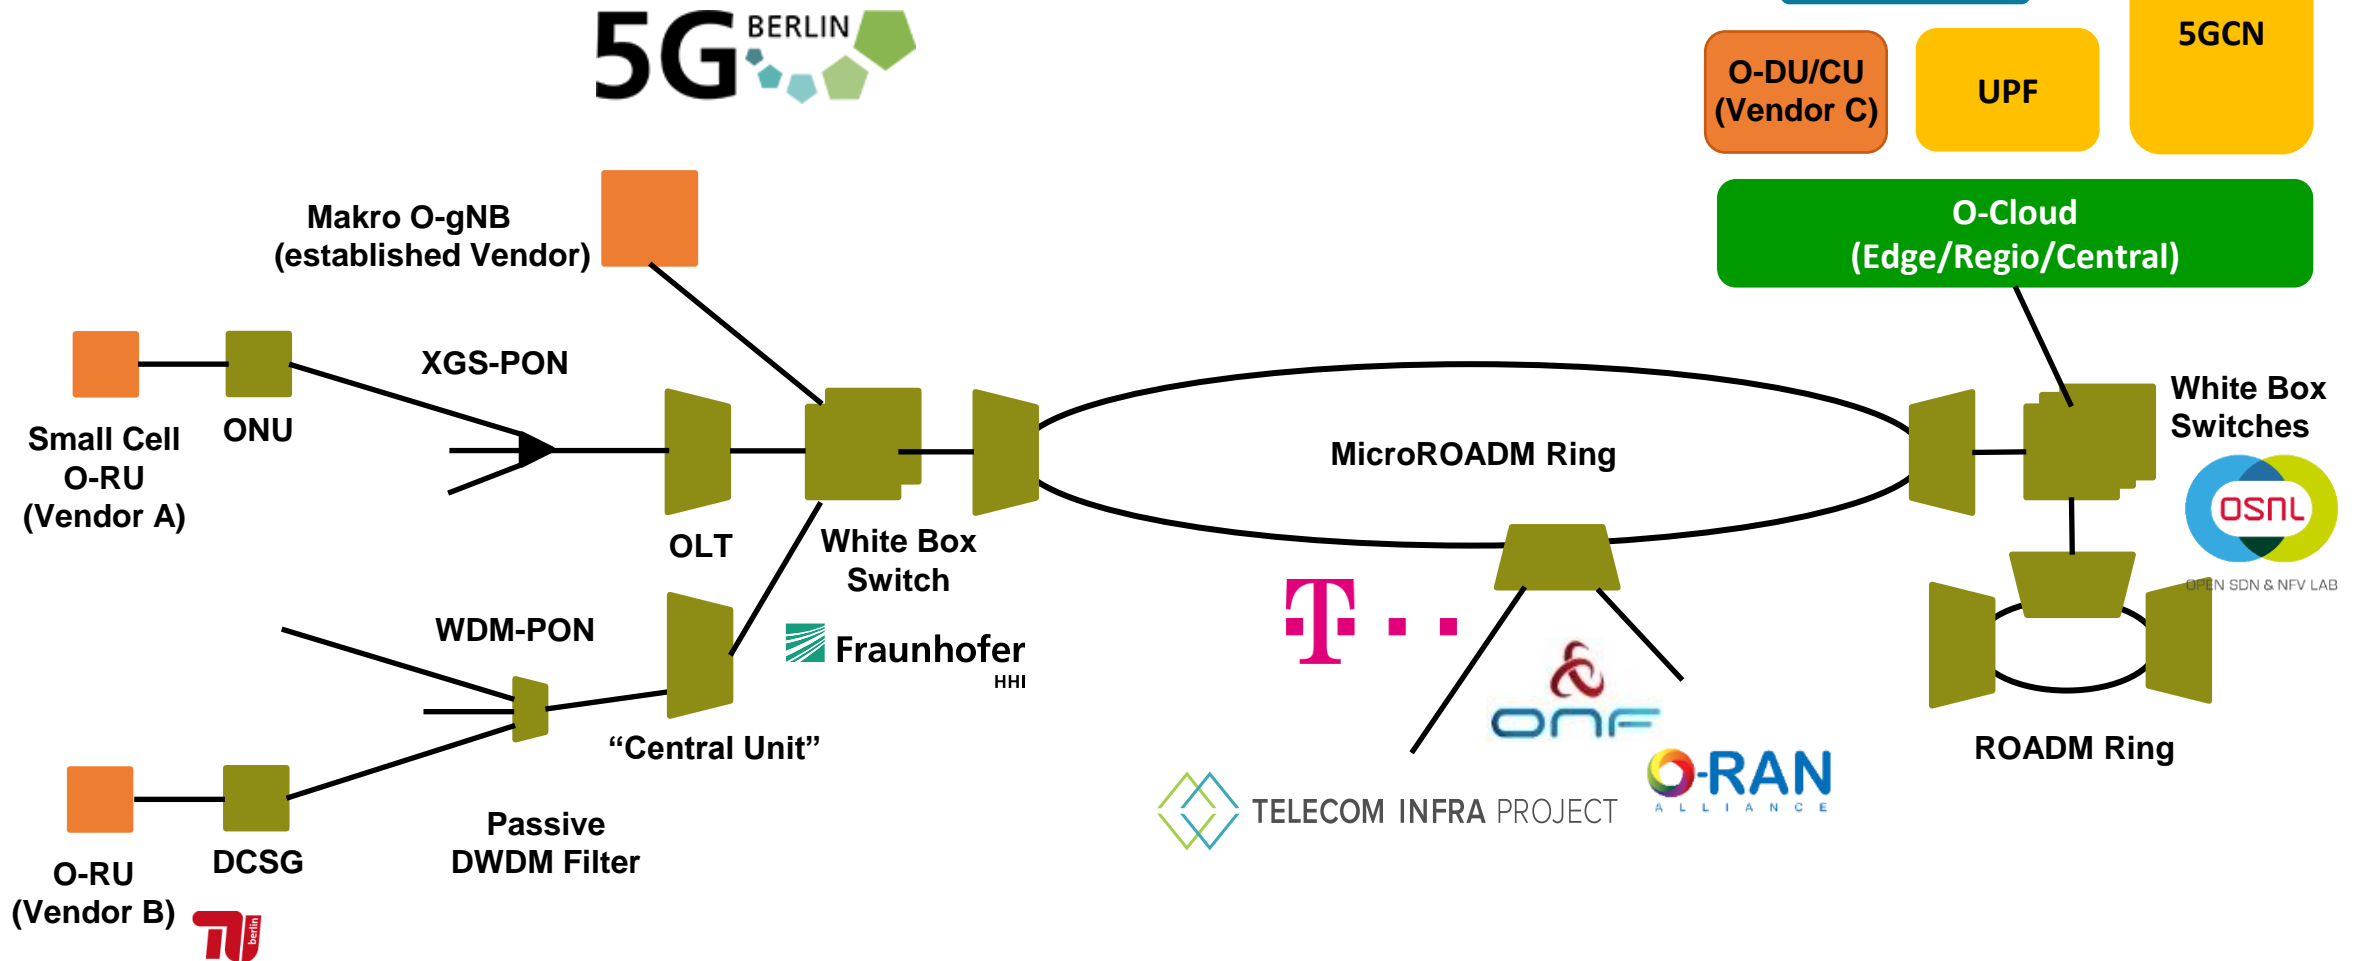 5G BERLIN
5GCN
O-DU/CU
(Vendor C)
UPF
O-Cloud
(Edge/Regio/Central)
Makro O-gNB
(established Vendor)
XGS-PON
ONU
Small Cell
O-RU
(Vendor A)
OLT
White Box
Switch
MicroROADM Ring
White Box
Switches
OSNL
OPEN SDN & NFV LAB
WDM-PON
Fraunhofer
HHI
T
"Central Unit"
ONF
O-RAN
ALLIANCE
TELECOM INFRA PROJECT
ROADM Ring
Passive
DWDM Filter
DCSG
O-RU
(Vendor B)
TU
berlin